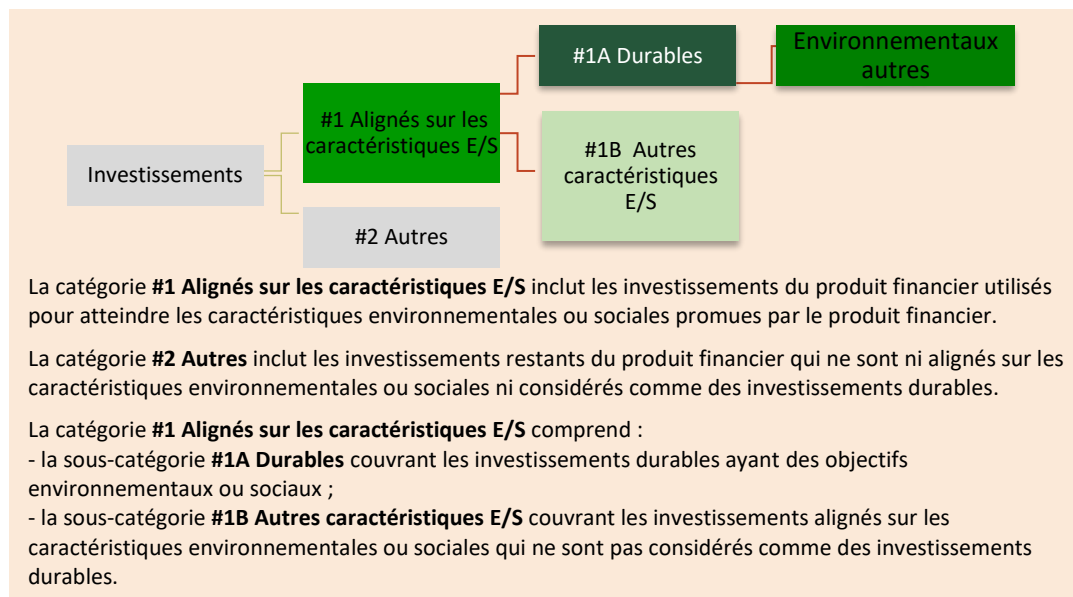 #1A Durables
Environnementaux
autres
#1 Alignés sur les
caractéristiques E/S
#1B Autres
caractéristiques
E/S
Investissements
#2 Autres
La catégorie #1 Alignés sur les caractéristiques E/S inclut les investissements du produit financier utilisés
pour atteindre les caractéristiques environnementales ou sociales promues par le produit financier.
La catégorie #2 Autres inclut les investissements restants du produit financier qui ne sont ni alignés sur les
caractéristiques environnementales ou sociales ni considérés comme des investissements durables.
La catégorie #1 Alignés sur les caractéristiques E/S comprend :
- la sous-catégorie #1A Durables couvrant les investissements durables ayant des objectifs
environnementaux ou sociaux ;
- la sous-catégorie #1B Autres caractéristiques E/S couvrant les investissements alignés sur les
caractéristiques environnementales ou sociales qui ne sont pas considérés comme des investissements
durables.